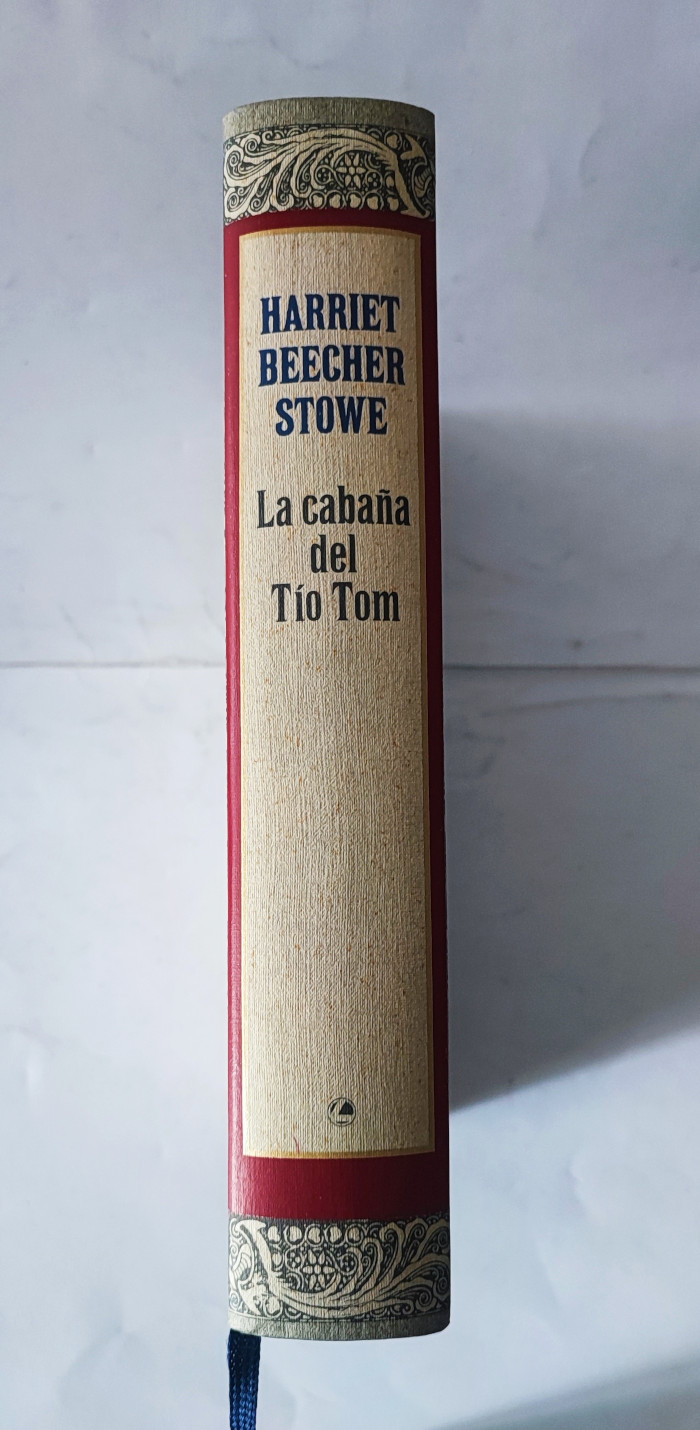 HARRIET
BEECHER
STOWE
La cabaña
del
Tío Tom